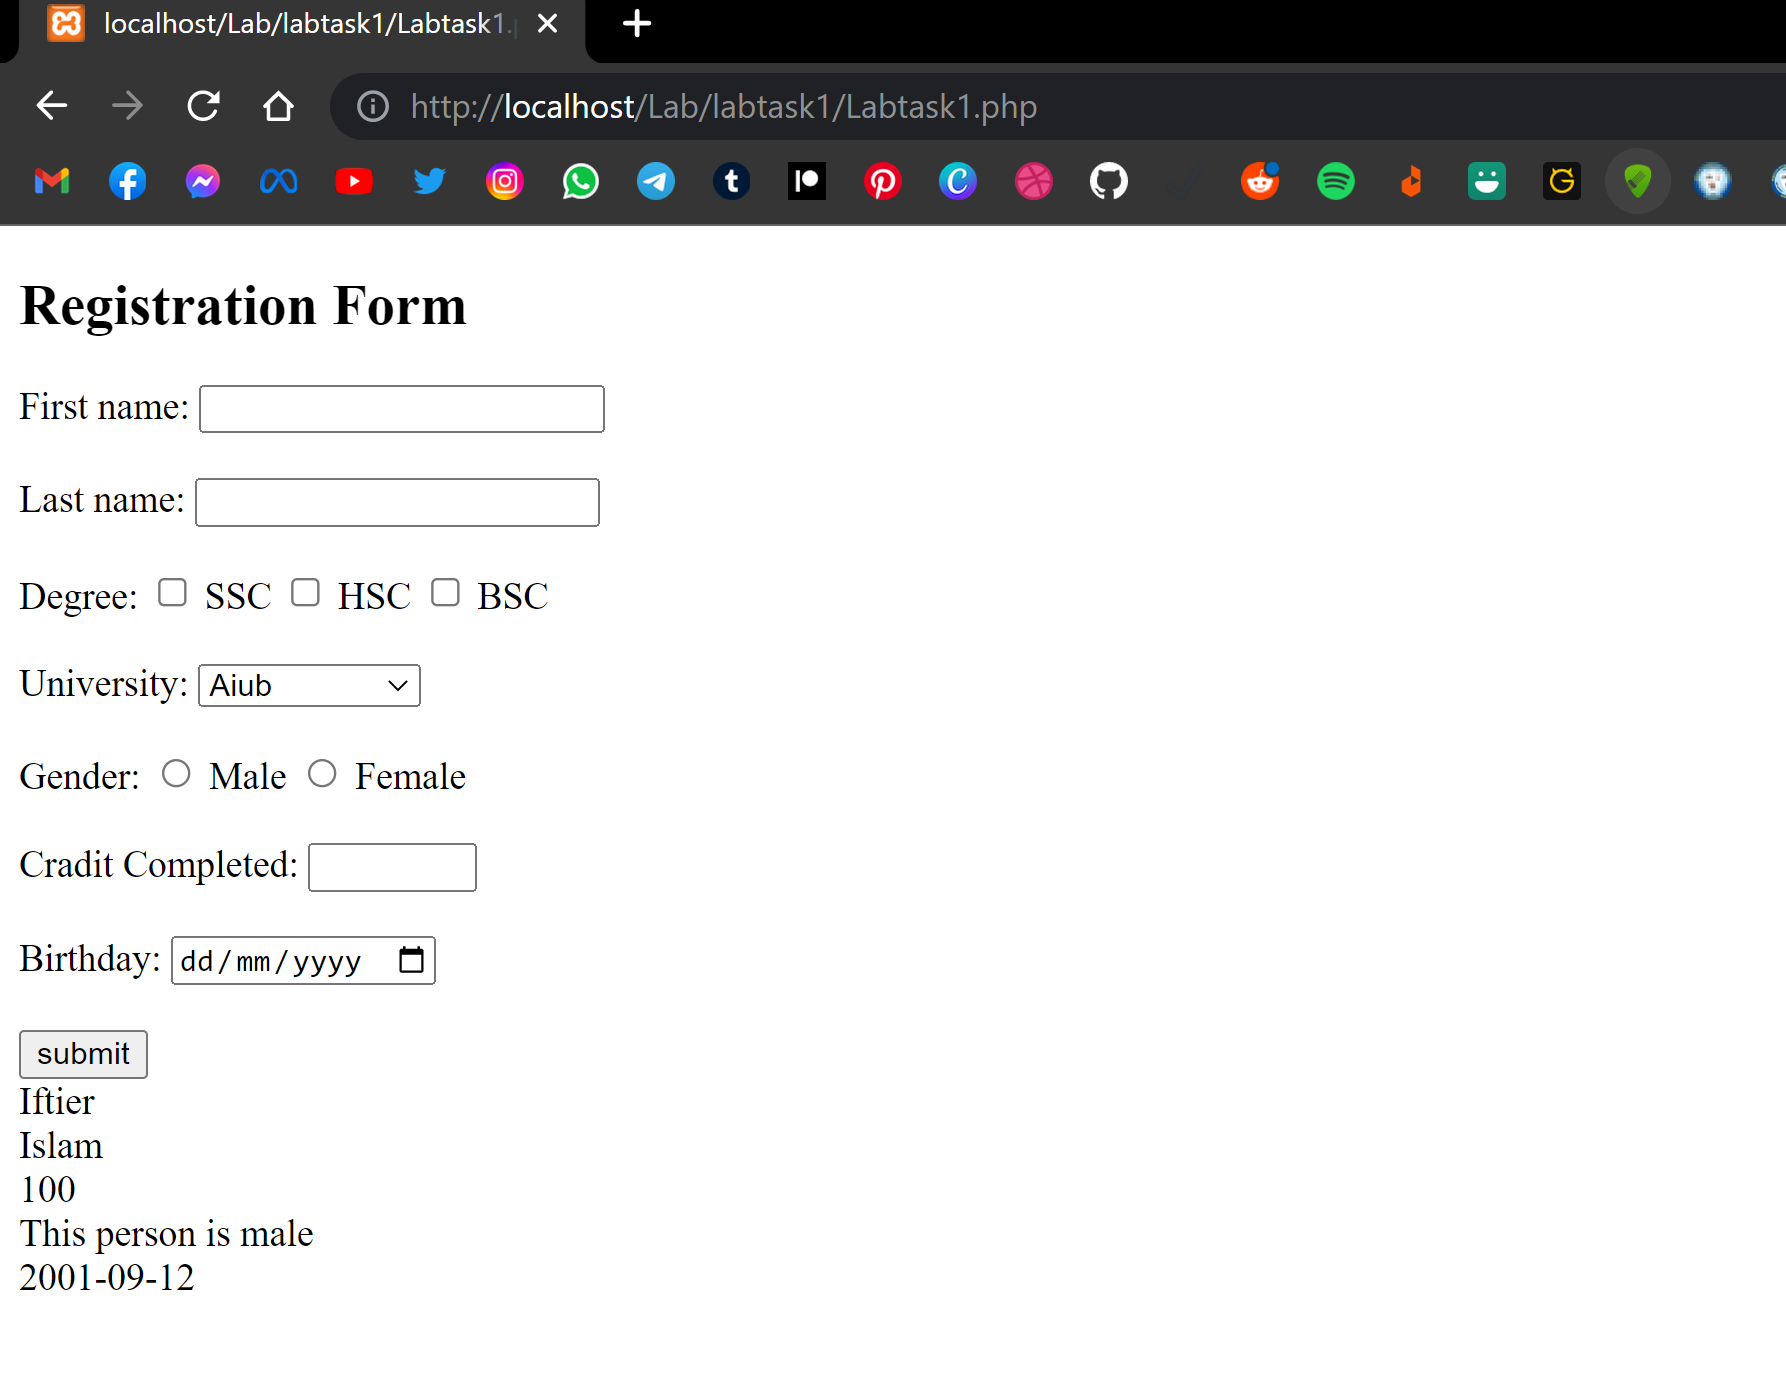 localhost/Lab/labtask1/Labtask1.
http://localhost/Lab/labtask1/Labtask1.php
Registration Form
First name:
Last name:
Degree: SSC HSC BSC
University: Aiub
Gender: Male Female
Cradit Completed:
Birthday: dd/mm/yyyy
submit
Iftier
Islam
100
This person is male
2001-09-12